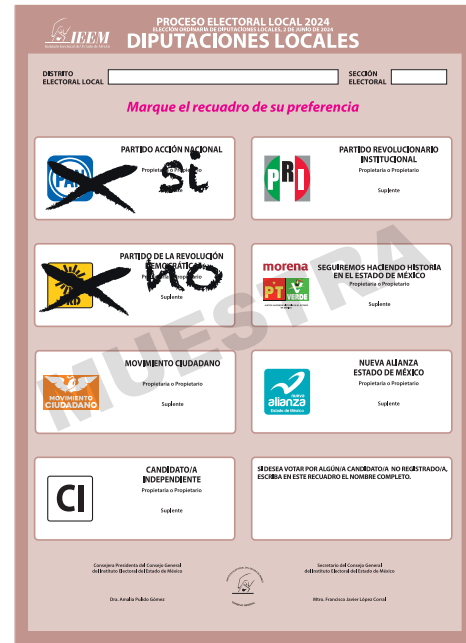 IEEM
PROCESO ELECTORAL LOCAL 2024
ELECCIÓN ORDINARIA DE DIPUTACIONES LOCALES, 2 DE JUNIO DE 2024
DIPUTACIONES LOCALES
DISTRITO
ELECTORAL LOCAL
SECCIÓN
ELECTORAL
Marque el recuadro de su preferencia
PAN
PARTIDO ACCIÓN NACIONAL
Propietaria o Propietario
Suplente
Si
PRI
PARTIDO REVOLUCIONARIO
INSTITUCIONAL
Propietaria o Propietario
Suplente
PARTIDO DE LA REVOLUCIÓN
DEMOCRÁTICA
Propietaria o Propietario
Suplente
NO
morena
PT
VERDE
SEGUIREMOS HACIENDO HISTORIA
EN EL ESTADO DE MÉXICO
Propietaria o Propietario
Suplente
MOVIMIENTO
CIUDADANO
MOVIMIENTO CIUDADANO
Propietaria o Propietario
Suplente
nueva
alianza
Estado de México
NUEVA ALIANZA
ESTADO DE MÉXICO
Propietaria o Propietario
Suplente
CI
CANDIDATO/A
INDEPENDIENTE
Propietaria o Propietario
Suplente
SI DESEA VOTAR POR ALGÚN/A CANDIDATO/A NO REGISTRADO/A,
ESCRIBA EN ESTE RECUADRO EL NOMBRE COMPLETO.
MUESTRA
Consejera Presidenta del Consejo General
del Instituto Electoral del Estado de México
Dra. Amalia Pulido Gómez
Secretario del Consejo General
del Instituto Electoral del Estado de México
Mtro. Francisco Javier López Corral